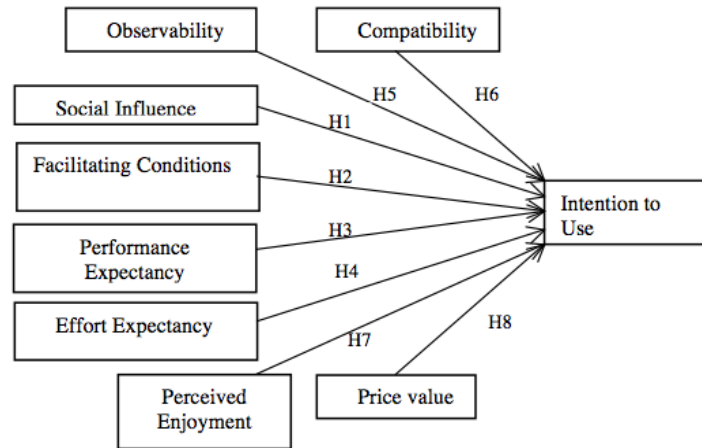 Observability
Compatibility
H5
H6
Social Influence
H1
Facilitating Conditions
H2
Intention to
Use
Performance
Expectancy
H3
H4
Effort Expectancy
H7
H8
Perceived
Enjoyment
Price value